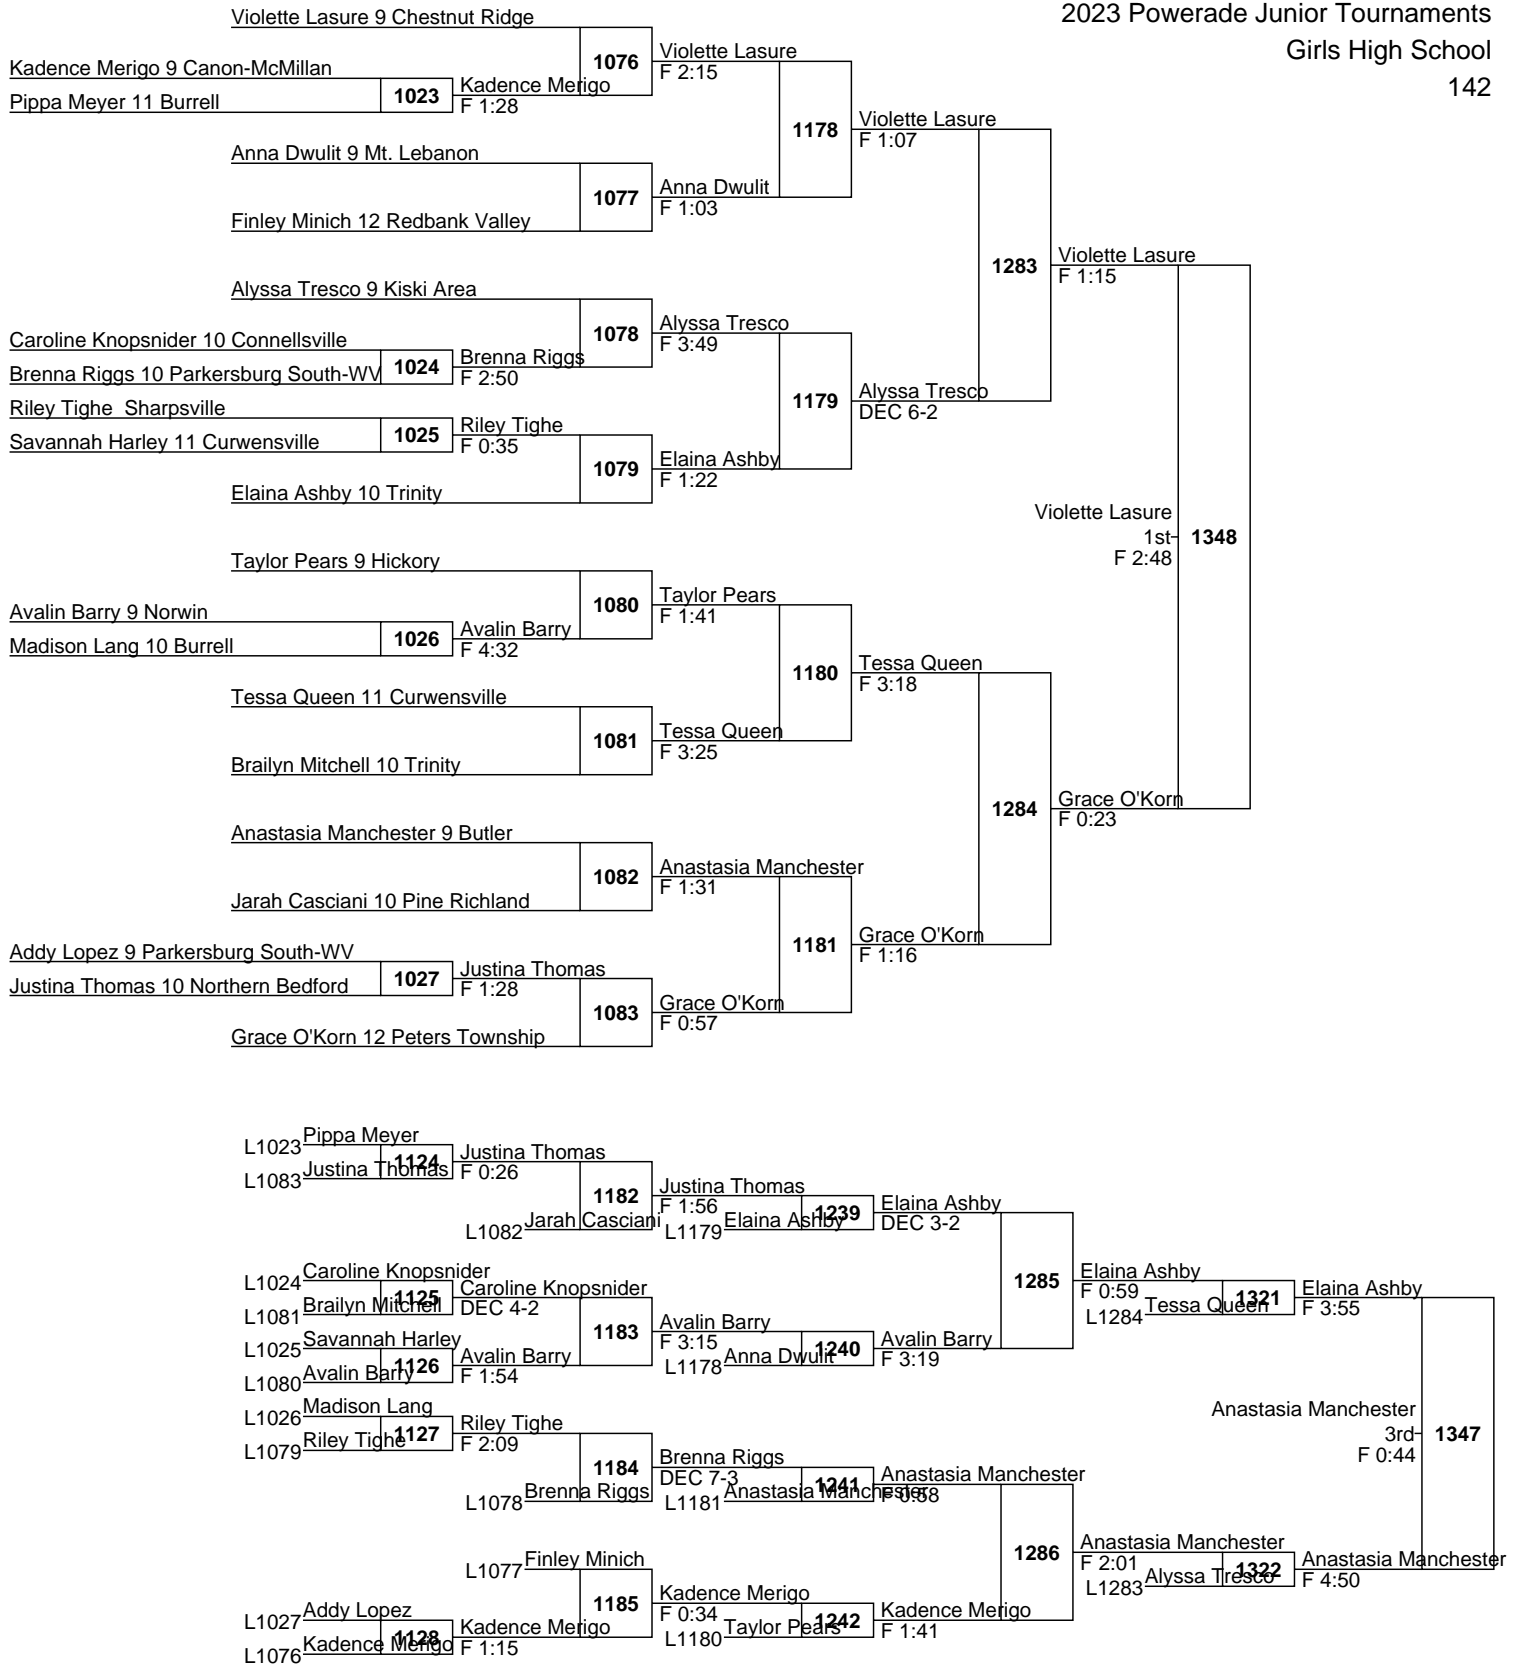 2023 Powerade Junior Tournaments
Girls High School
142
Violette Lasure 9 Chestnut Ridge
1076
Violette Lasure
F 2:15
Kadence Merigo 9 Canon-McMillan
1023
Kadence Merigo
F 1:28
Pippa Meyer 11 Burrell
1178
Violette Lasure
F 1:07
Anna Dwulit 9 Mt. Lebanon
1077
Anna Dwulit
F 1:03
Finley Minich 12 Redbank Valley
1283
Violette Lasure
F 1:15
Alyssa Tresco 9 Kiski Area
1078
Alyssa Tresco
F 3:49
Caroline Knopsnider 10 Connellsville
1024
Brenna Riggs
F 2:50
Brenna Riggs 10 Parkersburg South-WV
1179
Alyssa Tresco
DEC 6-2
Riley Tighe  Sharpsville
1025
Riley Tighe
F 0:35
Savannah Harley 11 Curwensville
1079
Elaina Ashby
F 1:22
Elaina Ashby 10 Trinity
Violette Lasure
1st
F 2:48
1348
Taylor Pears 9 Hickory
1080
Taylor Pears
F 1:41
Avalin Barry 9 Norwin
1026
Avalin Barry
F 4:32
Madison Lang 10 Burrell
1180
Tessa Queen
F 3:18
Tessa Queen 11 Curwensville
1081
Tessa Queen
F 3:25
Brailyn Mitchell 10 Trinity
1284
Grace O'Korn
F 0:23
Anastasia Manchester 9 Butler
1082
Anastasia Manchester
F 1:31
Jarah Casciani 10 Pine Richland
1181
Grace O'Korn
F 1:16
Addy Lopez 9 Parkersburg South-WV
1027
Justina Thomas
F 1:28
Justina Thomas 10 Northern Bedford
1083
Grace O'Korn
F 0:57
Grace O'Korn 12 Peters Township
L1023 Pippa Meyer
1124
Justina Thomas
F 0:26
L1083 Justina Thomas
1182
Justina Thomas
F 1:56
L1082 Jarah Casciani
1239
Elaina Ashby
DEC 3-2
L1179 Elaina Ashby
L1024 Caroline Knopsnider
1125
Caroline Knopsnider
DEC 4-2
L1081 Brailyn Mitchell
1285
Elaina Ashby
F 0:59
1321
Elaina Ashby
F 3:55
L1284 Tessa Queen
1183
Avalin Barry
F 3:15
L1025 Savannah Harley
1126
Avalin Barry
F 1:54
L1080 Avalin Barry
1240
Avalin Barry
F 3:19
L1178 Anna Dwulit
L1026 Madison Lang
1127
Riley Tighe
F 2:09
L1079 Riley Tighe
Anastasia Manchester
3rd
F 0:44
1347
1184
Brenna Riggs
DEC 7-3
L1078 Brenna Riggs
1241
Anastasia Manchester
F 0:58
L1181 Anastasia Manchester
1286
Anastasia Manchester
F 2:01
1322
Anastasia Manchester
F 4:50
L1283 Alyssa Tresco
L1077 Finley Minich
1185
Kadence Merigo
F 0:34
1242
Kadence Merigo
F 1:41
L1180 Taylor Pears
L1027 Addy Lopez
1128
Kadence Merigo
F 1:15
L1076 Kadence Merigo